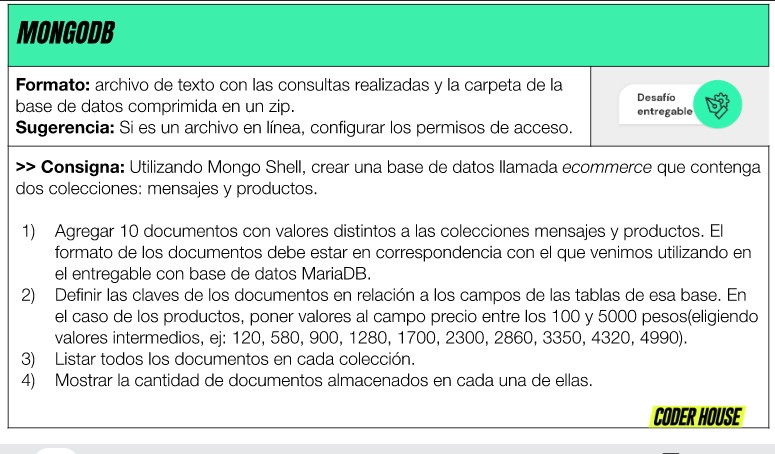 MONGODB
Formato: archivo de texto con las consultas realizadas y la carpeta de la
base de datos comprimida en un zip.
Sugerencia: Si es un archivo en línea, configurar los permisos de acceso.
Desafío
entregable
>> Consigna: Utilizando Mongo Shell, crear una base de datos llamada ecommerce que contenga
dos colecciones: mensajes y productos.
1) Agregar 10 documentos con valores distintos a las colecciones mensajes y productos. El
formato de los documentos debe estar en correspondencia con el que venimos utilizando en
el entregable con base de datos MariaDB.
2) Definir las claves de los documentos en relación a los campos de las tablas de esa base. En
el caso de los productos, poner valores al campo precio entre los 100 y 5000 pesos(eligiendo
valores intermedios, ej: 120, 580, 900, 1280, 1700, 2300, 2860, 3350, 4320, 4990).
3) Listar todos los documentos en cada colección.
4) Mostrar la cantidad de documentos almacenados en cada una de ellas.
CODER HOUSE